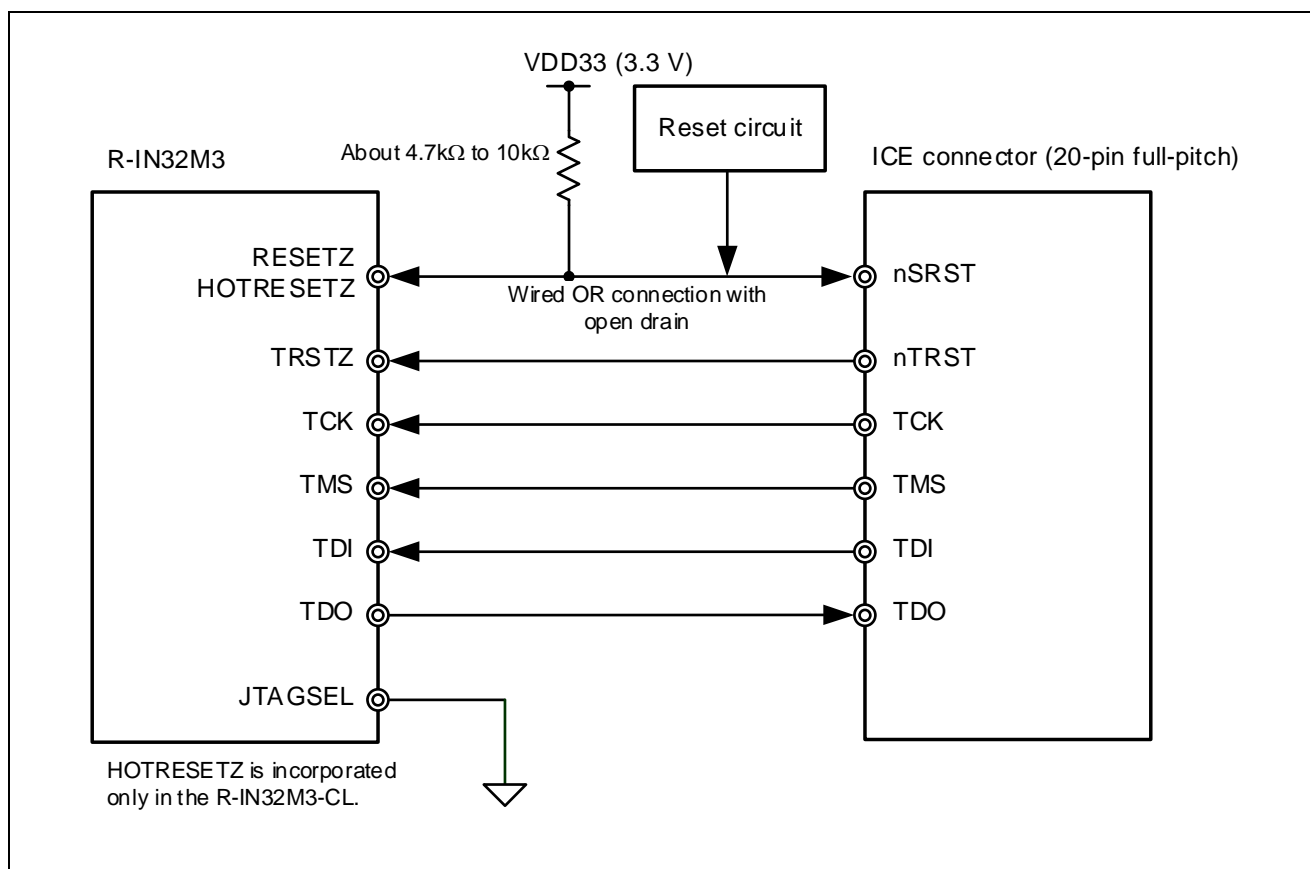 VDD33 (3.3 V)
Reset circuit
About 4.7kΩ to 10kΩ
R-IN32M3
ICE connector (20-pin full-pitch)
RESETZ
HOTRESETZ
nSRST
Wired OR connection with
open drain
TRSTZ
nTRST
TCK
TCK
TMS
TMS
TDI
TDI
TDO
TDO
JTAGSEL
HOTRESETZ is incorporated
only in the R-IN32M3-CL.